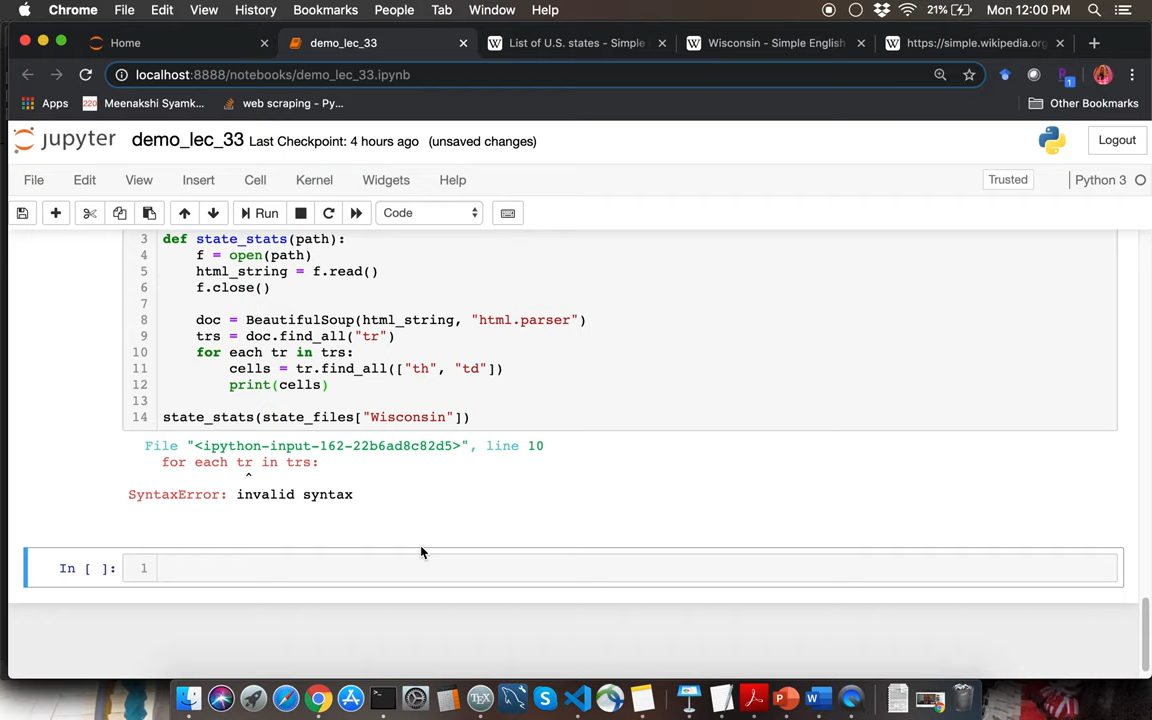 Chrome File Edit View History Bookmarks People Tab Window Help 21% Mon 12:00 PM
Home demo_lec_33 List of U.S. states - Simple Wisconsin - Simple English https://simple.wikipedia.org
localhost:8888/notebooks/demo_lec_33.ipynb
Apps 220 Meenakshi Syamk... web scraping - Py... Other Bookmarks
jupyter demo_lec_33 Last Checkpoint: 4 hours ago (unsaved changes) Logout
File Edit View Insert Cell Kernel Widgets Help Trusted Python 3
Run Code
3 def state_stats(path):
4 f = open(path)
5 html_string = f.read()
6 f.close()
7
8 doc = BeautifulSoup(html_string, "html.parser")
9 trs = doc.find_all("tr")
10 for each tr in trs:
11 cells = tr.find_all(["th", "td"])
12 print(cells)
13
14 state_stats(state_files["Wisconsin"])
File "<ipython-input-162-22b6ad8c82d5>", line 10
for each tr in trs:
^
SyntaxError: invalid syntax
In [ ]: 1